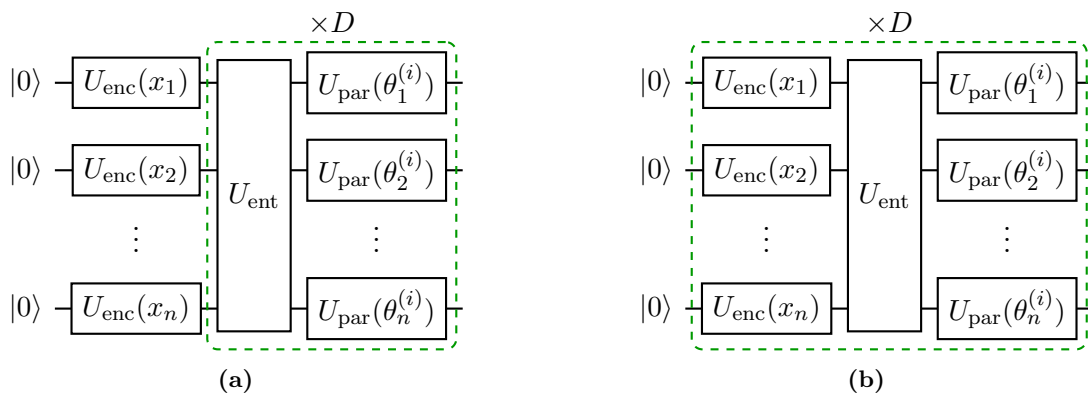 ×D ×D
|0⟩ U_enc(x_1) U_par(θ_1^(i)) |0⟩ U_enc(x_1) U_par(θ_1^(i))
|0⟩ U_enc(x_2) U_par(θ_2^(i)) |0⟩ U_enc(x_2) U_par(θ_2^(i))
U_ent U_ent
⋮ ⋮ ⋮ ⋮
|0⟩ U_enc(x_n) U_par(θ_n^(i)) |0⟩ U_enc(x_n) U_par(θ_n^(i))
(a) (b)